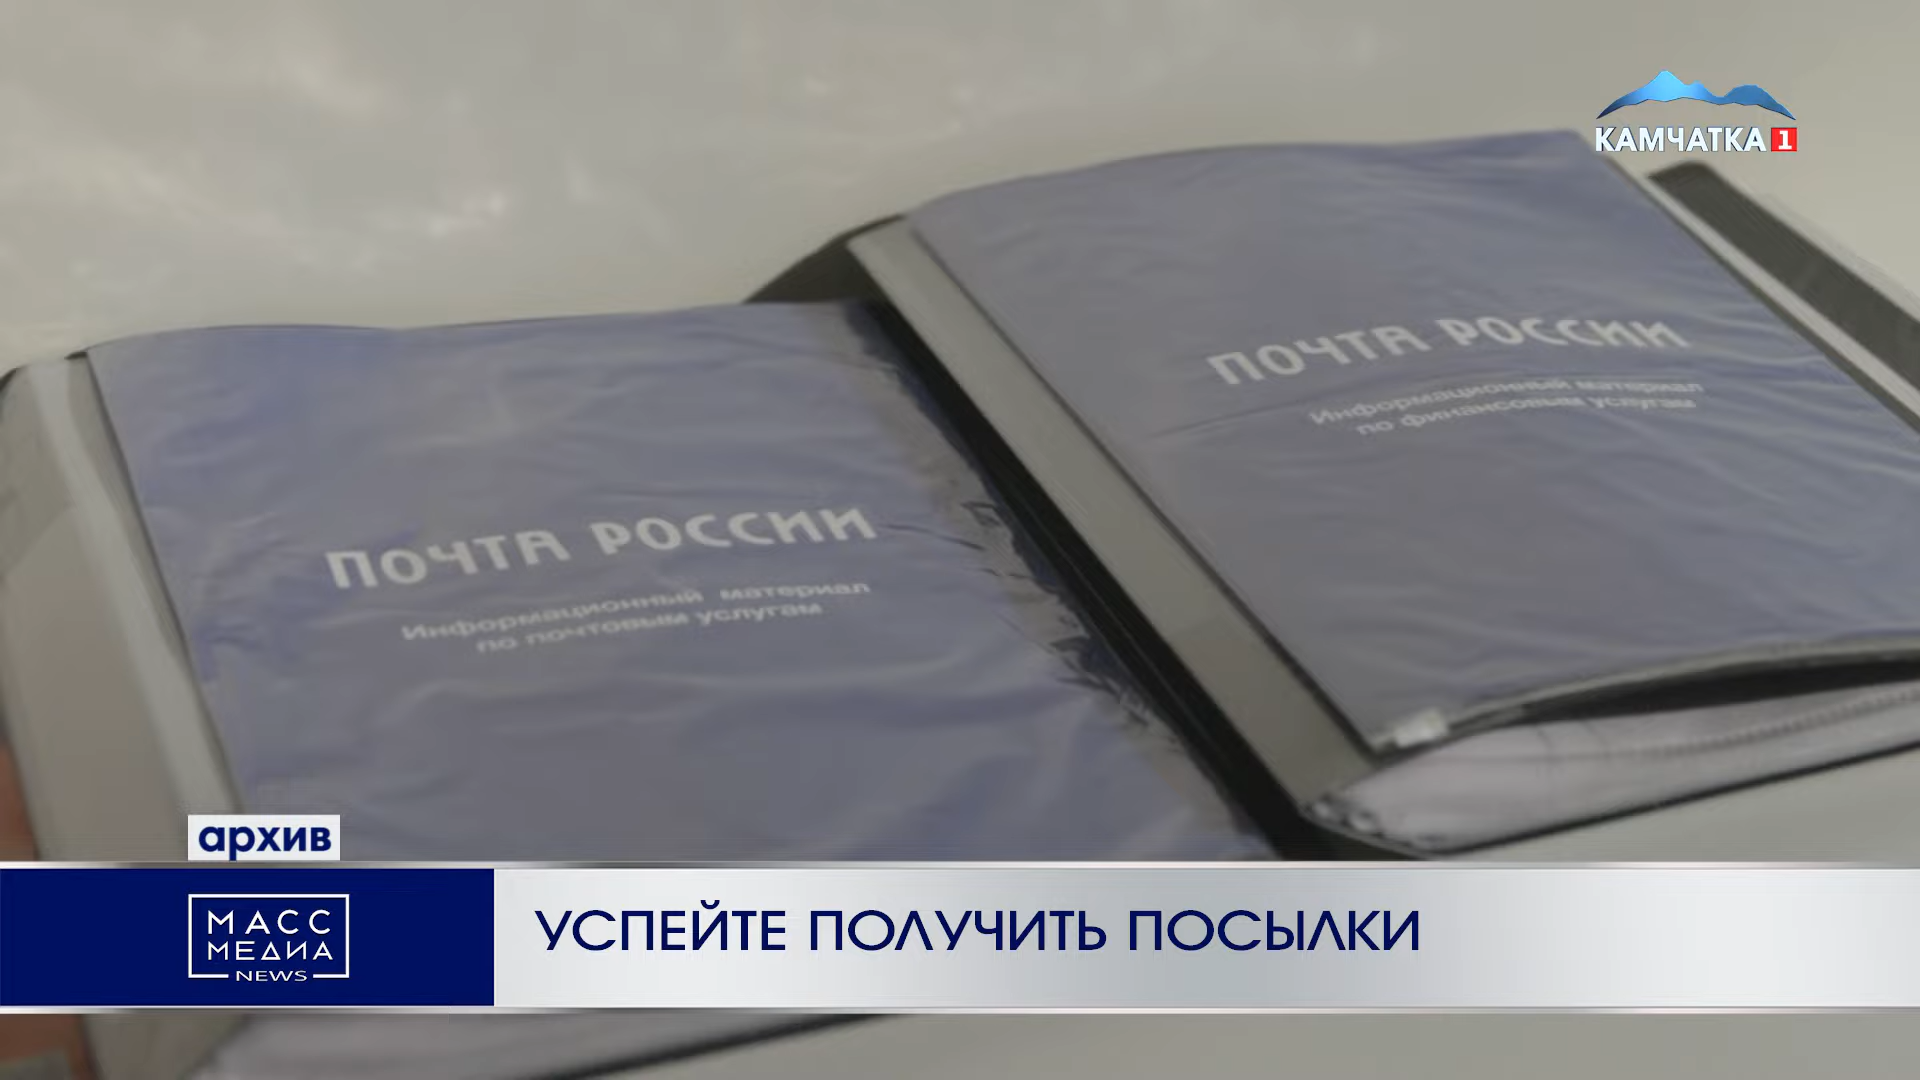 КАМЧАТКА 1
ПОЧТА РОССИИ
Информационный материал
по финансовым услугам
ПОЧТА РОССИИ
Информационный материал
по почтовым услугам
архив
МАСС
МЕДИА
NEWS
УСПЕЙТЕ ПОЛУЧИТЬ ПОСЫЛКИ